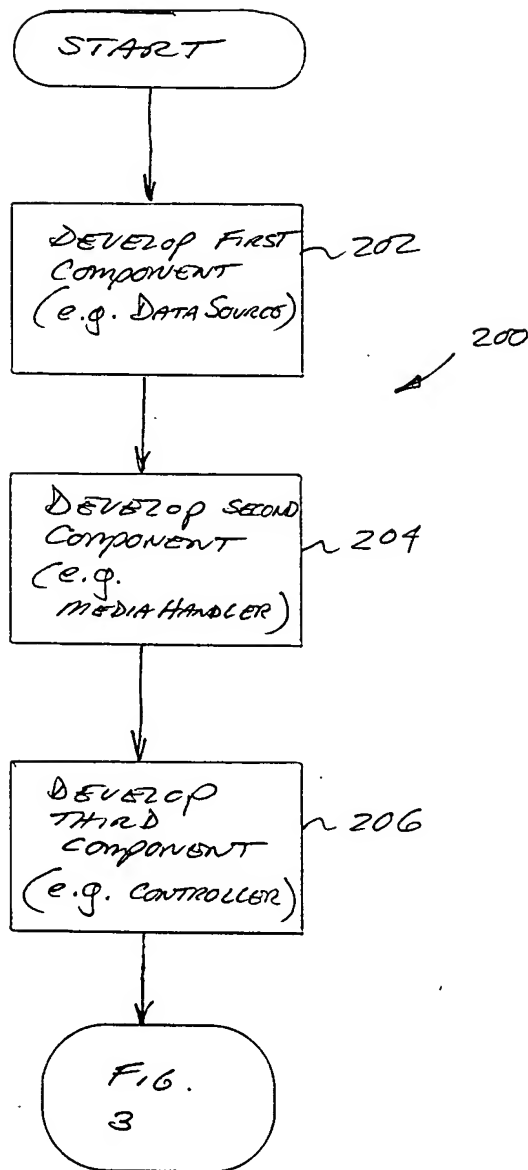 START
DEVELOP FIRST
COMPONENT
(e.g. DATA SOURCE)
202
200
DEVELOP SECOND
COMPONENT
(e.g.
MEDIA HANDLER)
204
DEVELOP
THIRD
COMPONENT
(e.g. CONTROLLER)
206
FIG.
3